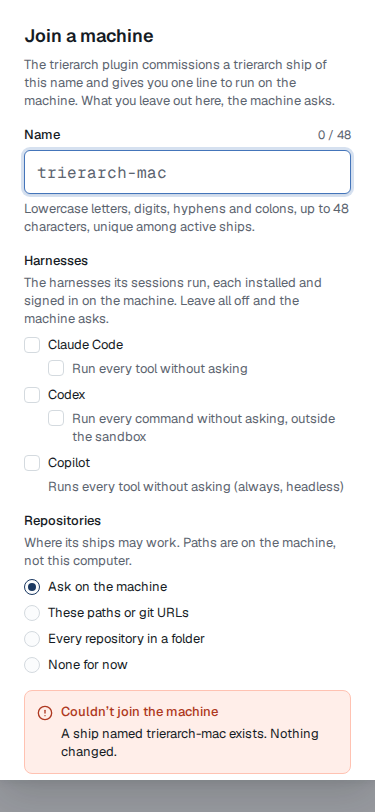 Join a machine
The trierarch plugin commissions a trierarch ship of
this name and gives you one line to run on the
machine. What you leave out here, the machine asks.
Name 0 / 48
trierarch-mac
Lowercase letters, digits, hyphens and colons, up to 48
characters, unique among active ships.
Harnesses
The harnesses its sessions run, each installed and
signed in on the machine. Leave all off and the
machine asks.
Claude Code
Run every tool without asking
Codex
Run every command without asking, outside
the sandbox
Copilot
Runs every tool without asking (always, headless)
Repositories
Where its ships may work. Paths are on the machine,
not this computer.
Ask on the machine
These paths or git URLs
Every repository in a folder
None for now
Couldn’t join the machine
A ship named trierarch-mac exists. Nothing
changed.